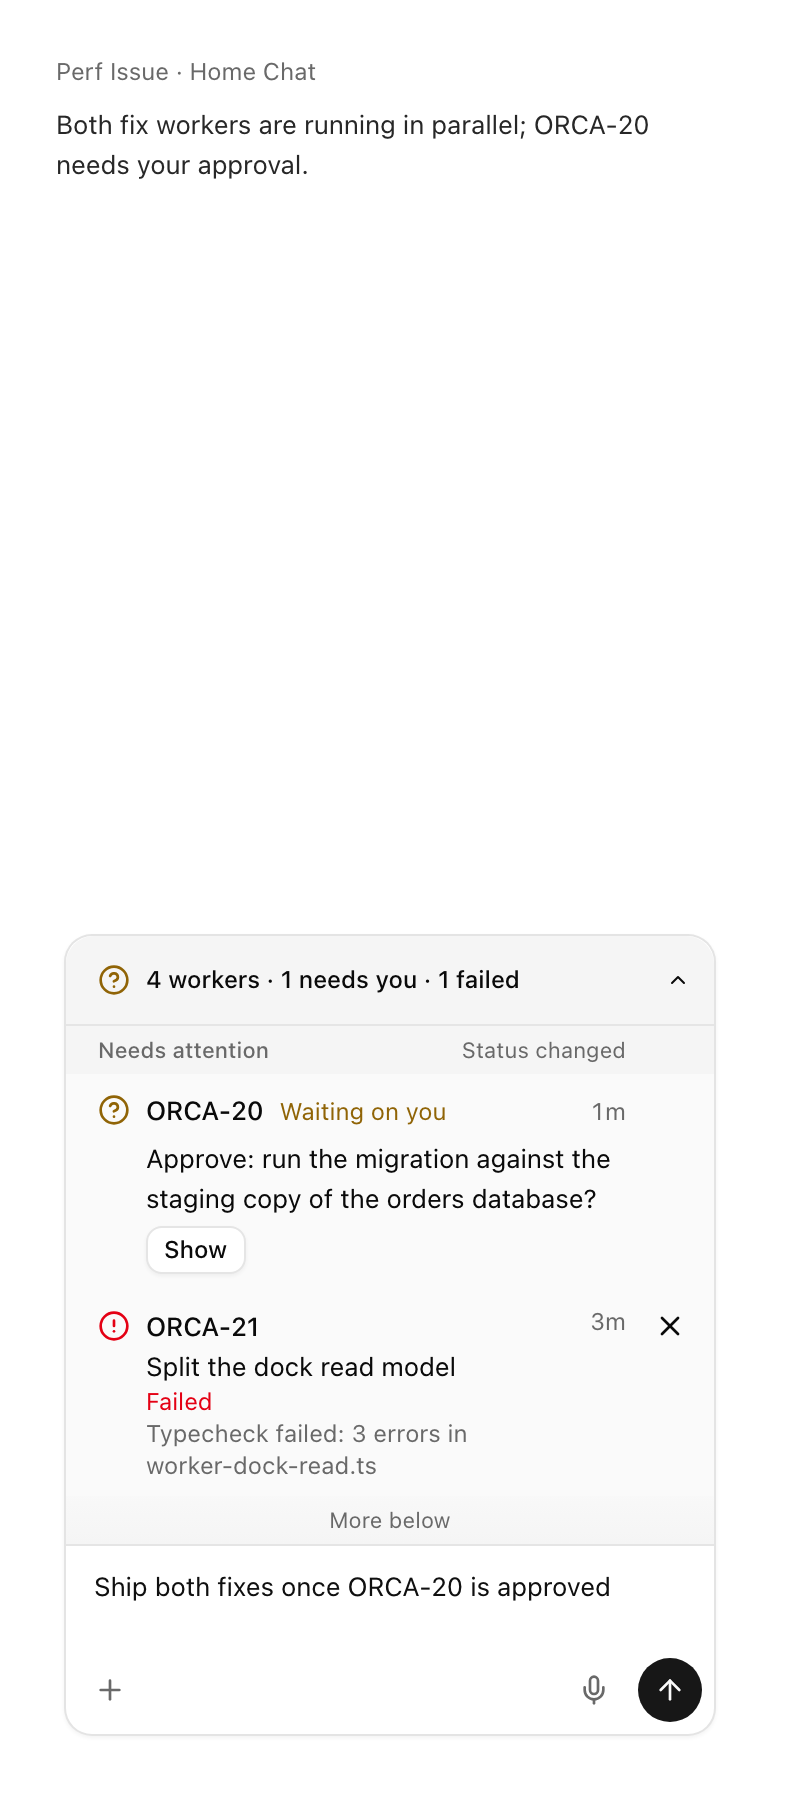 Perf Issue · Home Chat
Both fix workers are running in parallel; ORCA-20
needs your approval.
4 workers · 1 needs you · 1 failed
Needs attention Status changed
ORCA-20 Waiting on you 1m
Approve: run the migration against the
staging copy of the orders database?
Show
ORCA-21 3m
Split the dock read model
Failed
Typecheck failed: 3 errors in
worker-dock-read.ts
More below
Ship both fixes once ORCA-20 is approved